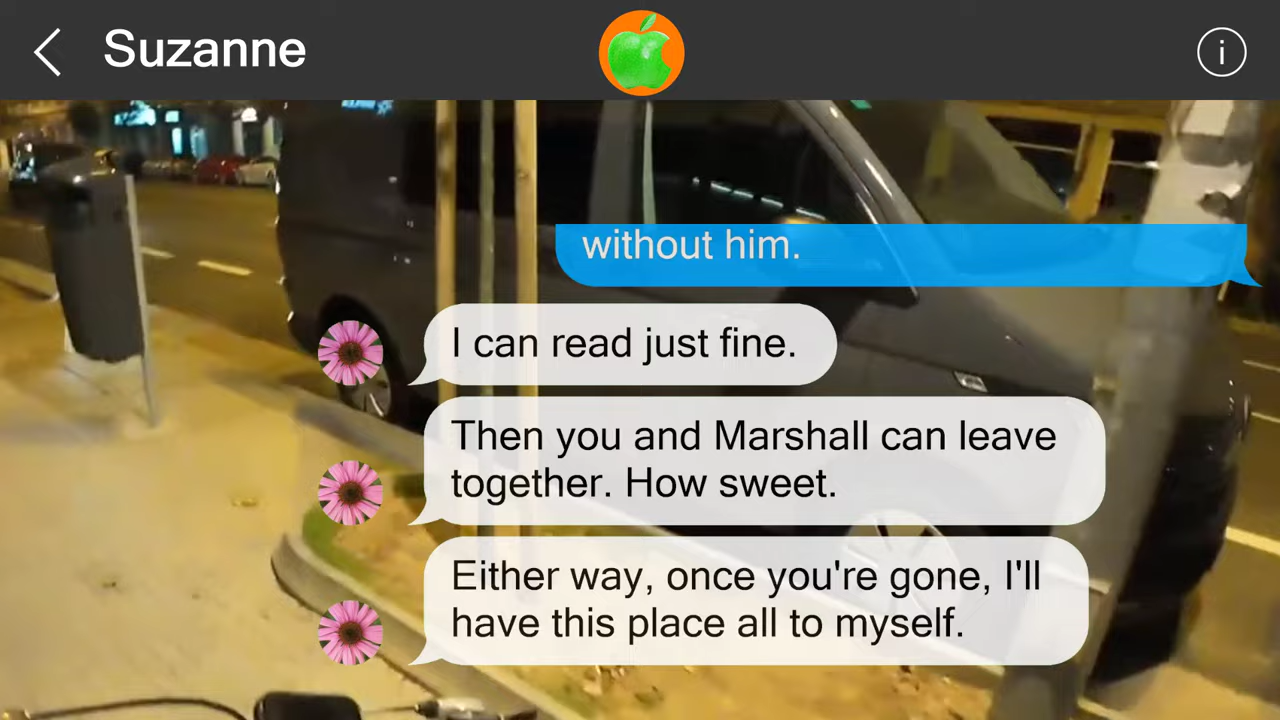 Suzanne
i
without him.
I can read just fine.
Then you and Marshall can leave
together. How sweet.
Either way, once you're gone, I'll
have this place all to myself.